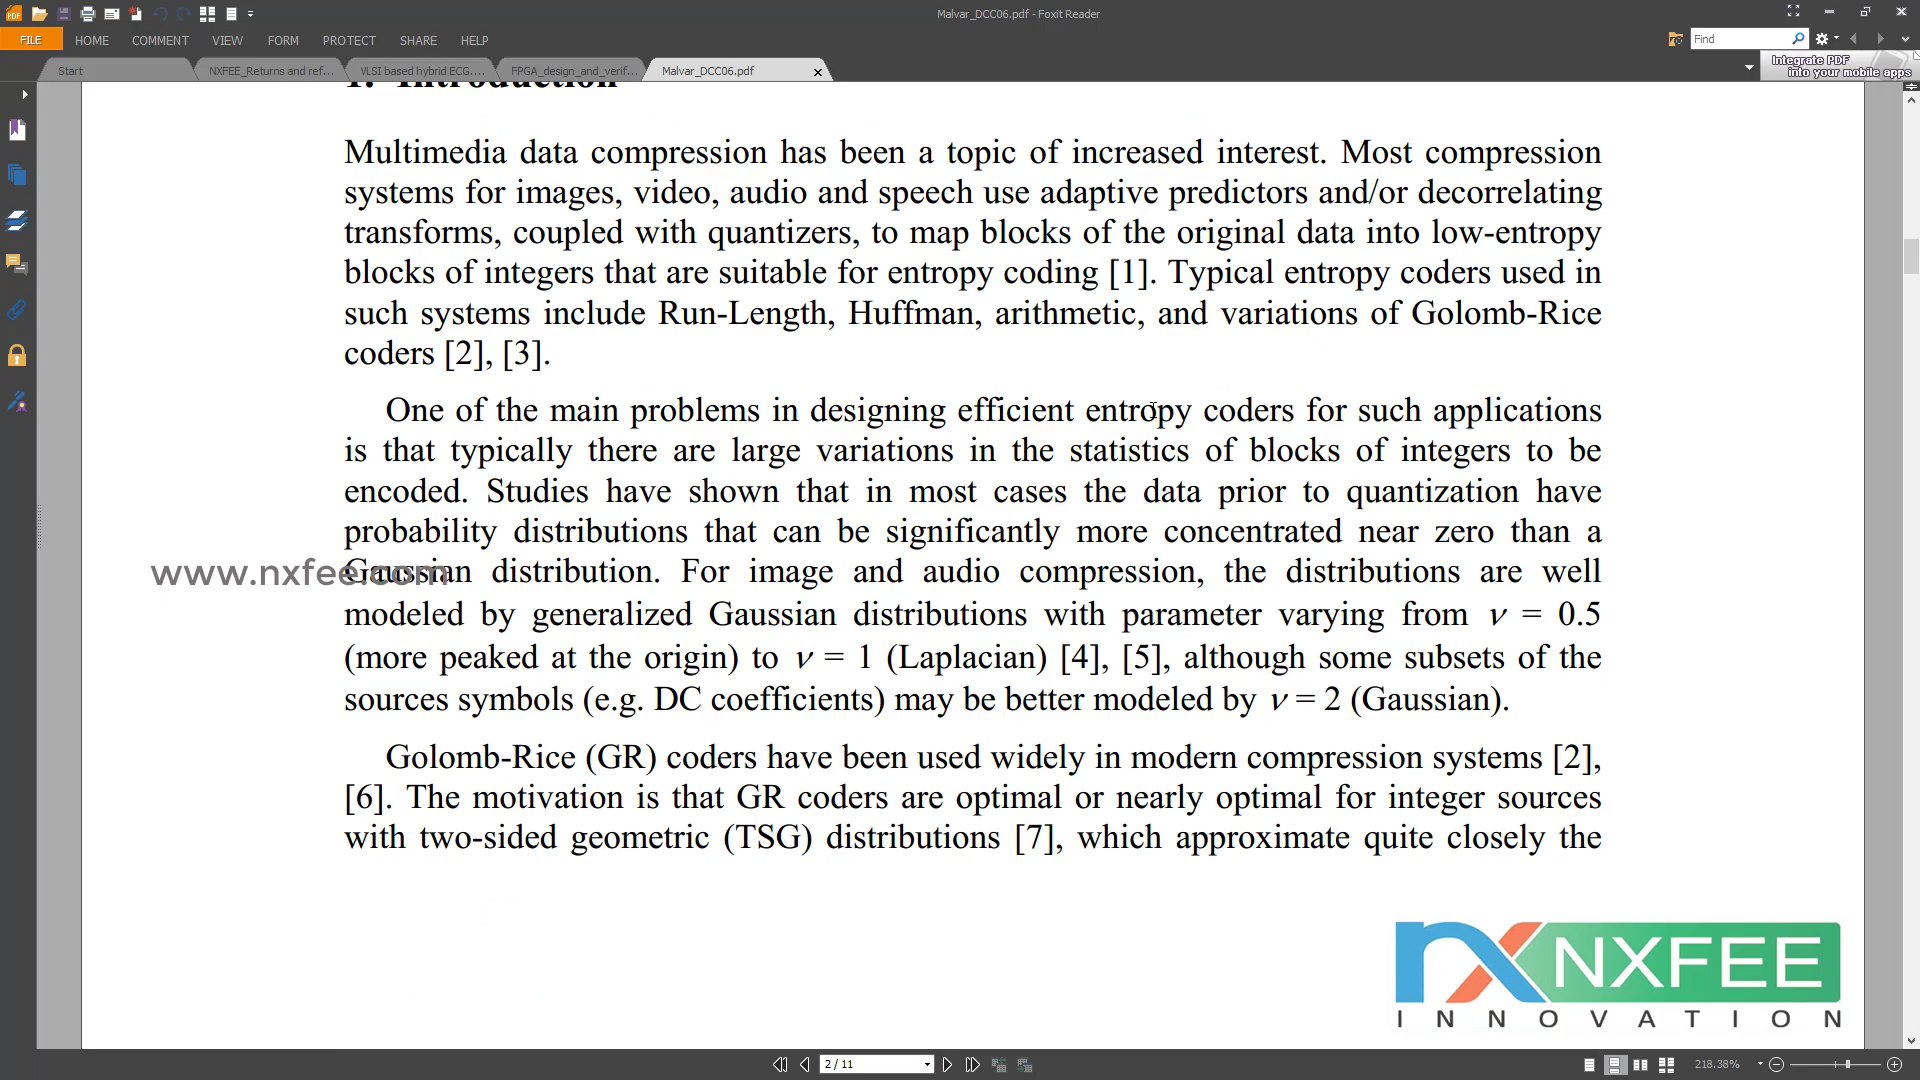 Malvar_DCC06.pdf - Foxit Reader
FILE HOME COMMENT VIEW FORM PROTECT SHARE HELP
Find
Start NXFEE_Returns and ref... VLSI based hybrid ECG.... FPGA_design_and_verif... Malvar_DCC06.pdf
Integrate PDF
into your mobile apps
1. Introduction
Multimedia data compression has been a topic of increased interest. Most compression
systems for images, video, audio and speech use adaptive predictors and/or decorrelating
transforms, coupled with quantizers, to map blocks of the original data into low-entropy
blocks of integers that are suitable for entropy coding [1]. Typical entropy coders used in
such systems include Run-Length, Huffman, arithmetic, and variations of Golomb-Rice
coders [2], [3].
One of the main problems in designing efficient entropy coders for such applications
is that typically there are large variations in the statistics of blocks of integers to be
encoded. Studies have shown that in most cases the data prior to quantization have
probability distributions that can be significantly more concentrated near zero than a
Gaussian distribution. For image and audio compression, the distributions are well
www.nxfee.com
modeled by generalized Gaussian distributions with parameter varying from ν = 0.5
(more peaked at the origin) to ν = 1 (Laplacian) [4], [5], although some subsets of the
sources symbols (e.g. DC coefficients) may be better modeled by ν = 2 (Gaussian).
Golomb-Rice (GR) coders have been used widely in modern compression systems [2],
[6]. The motivation is that GR coders are optimal or nearly optimal for integer sources
with two-sided geometric (TSG) distributions [7], which approximate quite closely the
NXFEE
INNOVATION
2 / 11
218.38%